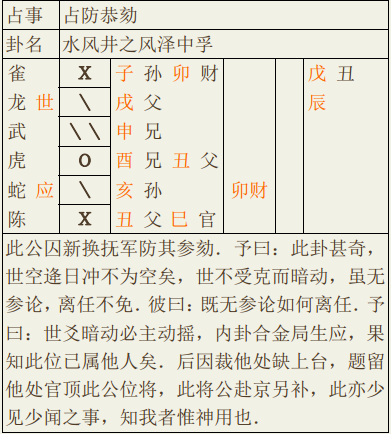 占事 占防恭劾
卦名 水风井之风泽中孚
雀 X 子 孙 卯 财 戊 丑
龙 世 \ 戌 父 辰
武 \\ 申 兄
虎 O 酉 兄 丑 父
蛇 应 \ 亥 孙 卯财
陈 X 丑 父 巳 官
此公囚新换抚军防其参劾．予曰：此卦甚奇，
世空逢日冲不为空矣，世不受克而暗动，虽无
参论，离任不免．彼曰：既无参论如何离任．予
曰：世爻暗动必主动摇，内卦合金局生应，果
知此位已属他人矣．后因裁他处缺上台，题留
他处官顶此公位将，此将公赴京另补，此亦少
见少闻之事，知我者惟神用也．